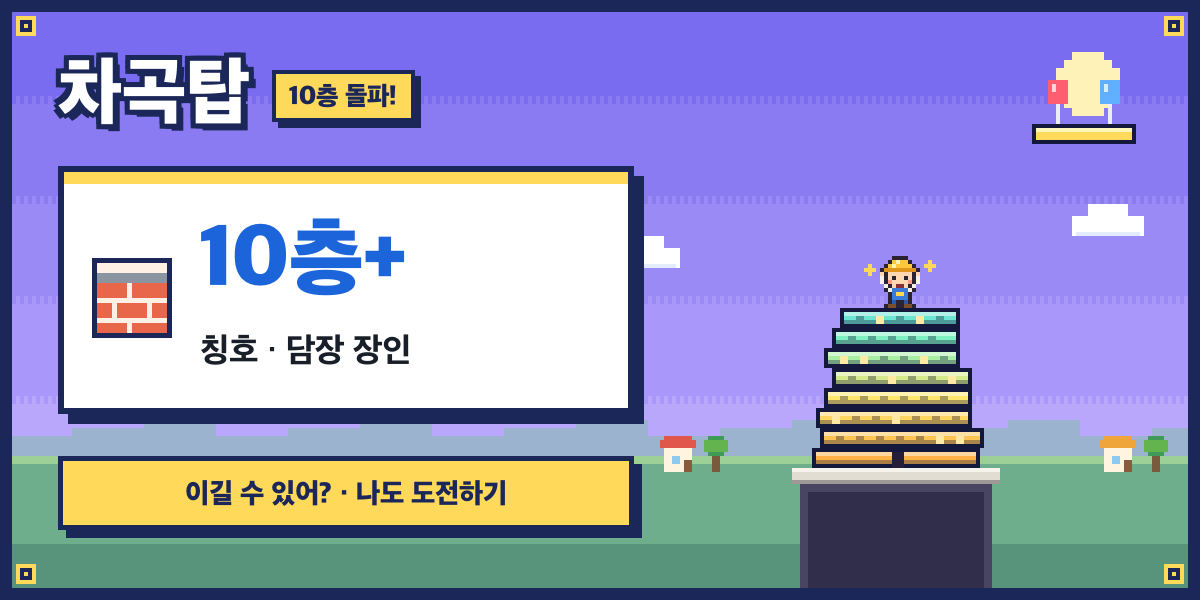 차곡탑
10층 돌파!
10층+
칭호 · 담장 장인
이길 수 있어? · 나도 도전하기